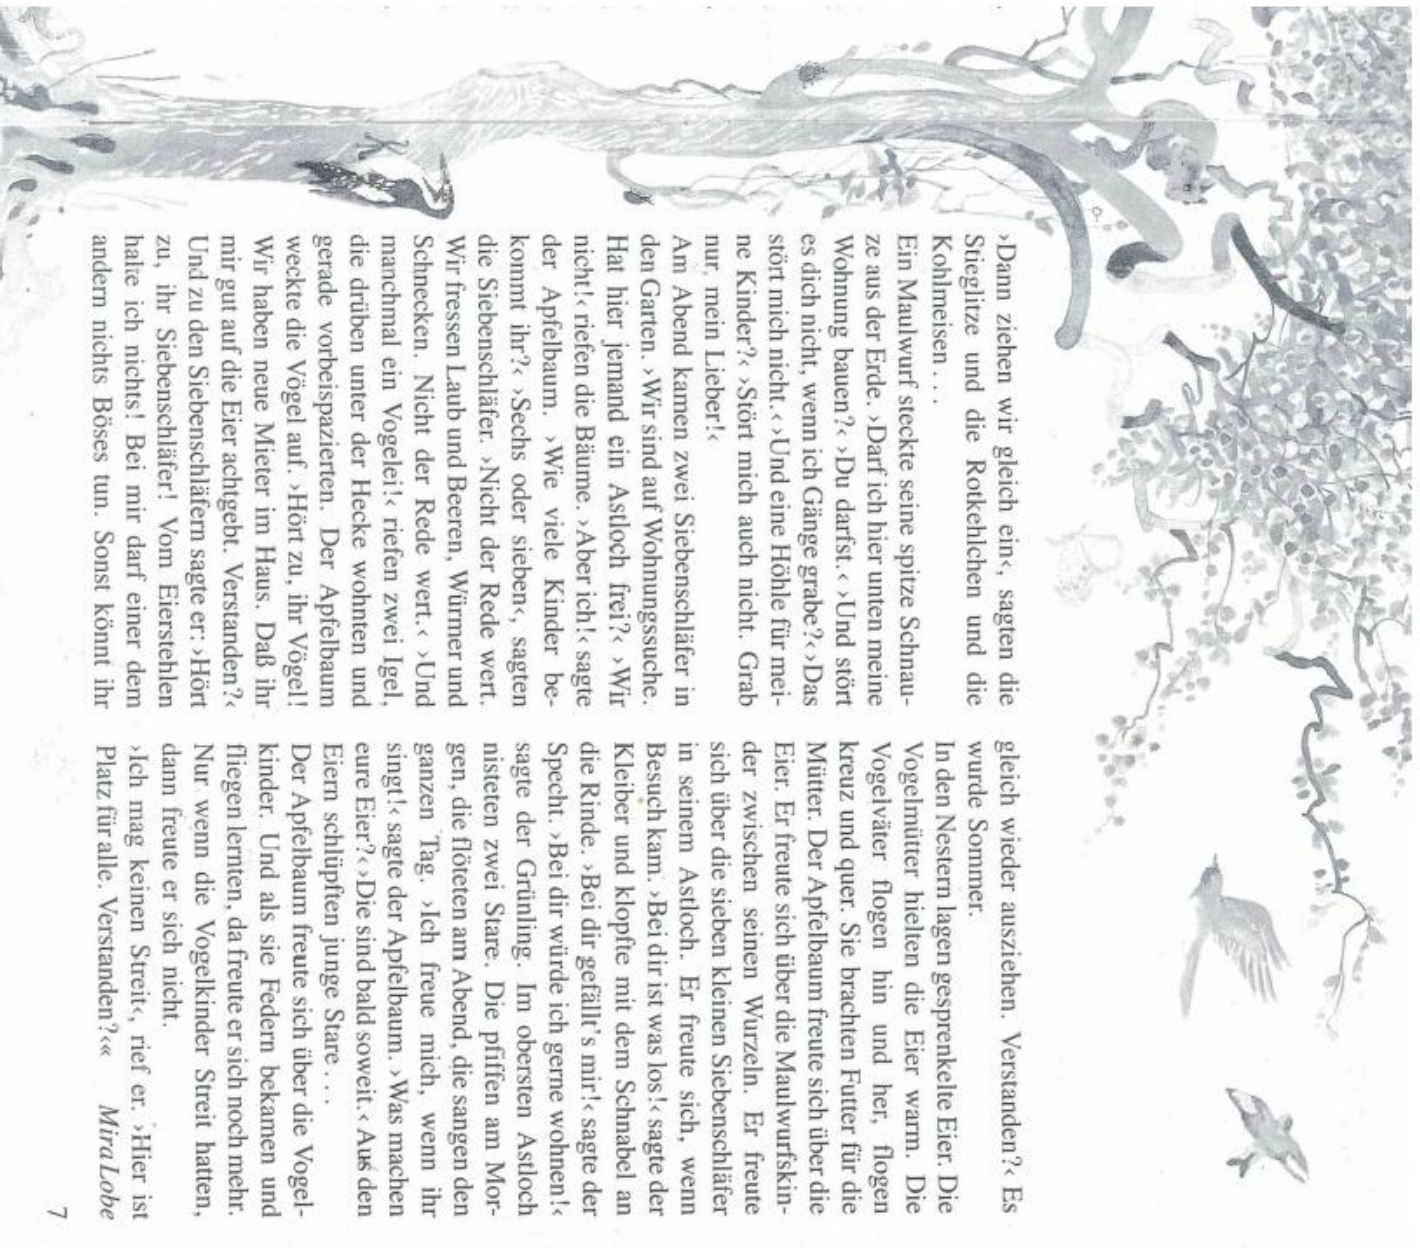 ›Dann ziehen wir gleich ein‹, sagten die
Stieglitze und die Rotkehlchen und die
Kohlmeisen . . .
Ein Maulwurf steckte seine spitze Schnau-
ze aus der Erde. ›Darf ich hier unten meine
Wohnung bauen?‹ ›Du darfst.‹ ›Und stört
es dich nicht, wenn ich Gänge grabe?‹ ›Das
stört mich nicht.‹ ›Und eine Höhle für mei-
ne Kinder?‹ ›Stört mich auch nicht. Grab
nur, mein Lieber!‹
Am Abend kamen zwei Siebenschläfer in
den Garten. ›Wir sind auf Wohnungssuche.
Hat hier jemand ein Astloch frei?‹ ›Wir
nicht!‹ riefen die Bäume. ›Aber ich!‹ sagte
der Apfelbaum. ›Wie viele Kinder be-
kommt ihr?‹ ›Sechs oder sieben‹, sagten
die Siebenschläfer. ›Nicht der Rede wert.
Wir fressen Laub und Beeren, Würmer und
Schnecken. Nicht der Rede wert.‹ ›Und
manchmal ein Vogelei!‹ riefen zwei Igel,
die drüben unter der Hecke wohnten und
gerade vorbeispazierten. Der Apfelbaum
weckte die Vögel auf. ›Hört zu, ihr Vögel!
Wir haben neue Mieter im Haus. Daß ihr
mir gut auf die Eier achtgebt. Verstanden?‹
Und zu den Siebenschläfern sagte er: ›Hört
zu, ihr Siebenschläfer! Vom Eierstehlen
halte ich nichts! Bei mir darf einer dem
andern nichts Böses tun. Sonst könnt ihr
gleich wieder ausziehen. Verstanden?‹ Es
wurde Sommer.
In den Nestern lagen gesprenkelte Eier. Die
Vogelmütter hielten die Eier warm. Die
Vogelväter flogen hin und her, flogen
kreuz und quer. Sie brachten Futter für die
Mütter. Der Apfelbaum freute sich über die
Eier. Er freute sich über die Maulwurfskin-
der zwischen seinen Wurzeln. Er freute
sich über die sieben kleinen Siebenschläfer
in seinem Astloch. Er freute sich, wenn
Besuch kam. ›Bei dir ist was los!‹ sagte der
Kleiber und klopfte mit dem Schnabel an
die Rinde. ›Bei dir gefällt's mir!‹ sagte der
Specht. ›Bei dir würde ich gerne wohnen!‹
sagte der Grünling. Im obersten Astloch
nisteten zwei Stare. Die pfiffen am Mor-
gen, die flöteten am Abend, die sangen den
ganzen Tag. ›Ich freue mich, wenn ihr
singt!‹ sagte der Apfelbaum. ›Was machen
eure Eier?‹ ›Die sind bald soweit.‹ Aus den
Eiern schlüpften junge Stare . . .
Der Apfelbaum freute sich über die Vogel-
kinder. Und als sie Federn bekamen und
fliegen lernten, da freute er sich noch mehr.
Nur wenn die Vogelkinder Streit hatten,
dann freute er sich nicht.
›Ich mag keinen Streit‹, rief er. ›Hier ist
Platz für alle. Verstanden?‹« Mira Lobe
7